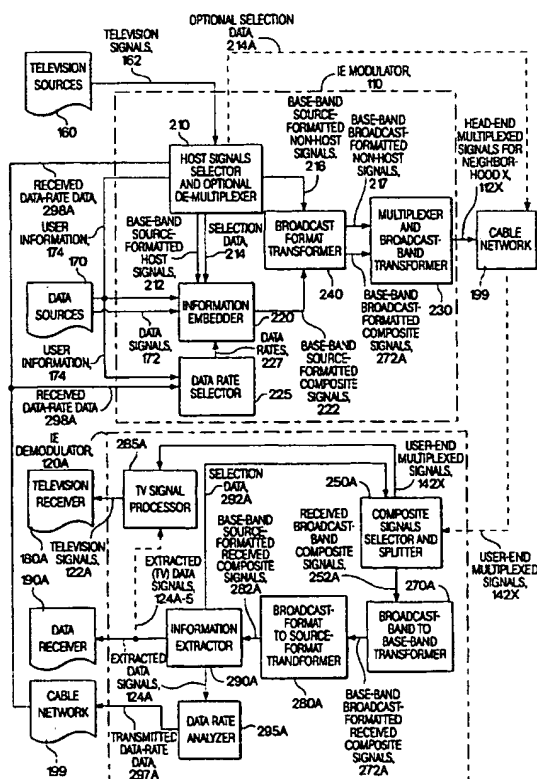 OPTIONAL SELECTION
DATA, 214A
TELEVISION
SIGNALS,
162
TELEVISION
SOURCES
160
IE MODULATOR, 110
210
HOST SIGNALS
SELECTOR
AND OPTIONAL
DE-MULTIPLEXER
BASE-BAND
SOURCE-
FORMATTED
NON-HOST
SIGNALS,
216
BASE-BAND
BROADCAST-
FORMATTED
NON-HOST
SIGNALS,
217
HEAD-END
MULTIPLEXED
SIGNALS FOR
NEIGHBOR-
HOOD X,
112X
RECEIVED
DATA-RATE DATA,
298A
USER
INFORMATION,
174
BASE-BAND
SOURCE-
FORMATTED
HOST
SIGNALS,
212
SELECTION
DATA, 214
BROADCAST
FORMAT
TRANSFORMER
240
MULTIPLEXER
AND
BROADCAST-
BAND
TRANSFORMER
230
CABLE
NETWORK
199
170
DATA
SOURCES
DATA
SIGNALS,
172
INFORMATION
EMBEDDER
220
DATA
RATES,
227
BASE-BAND
SOURCE-
FORMATTED
COMPOSITE
SIGNALS,
222
BASE-BAND
BROADCAST-
FORMATTED
COMPOSITE
SIGNALS,
272A
USER
INFORMATION,
174
DATA RATE
SELECTOR
225
RECEIVED
DATA-RATE DATA
298A
IE
DEMODULATOR,
120A
285A
TV SIGNAL
PROCESSOR
SELECTION
DATA,
292A
USER-END
MULTIPLEXED
SIGNALS, 142X
250A
COMPOSITE
SIGNALS
SELECTOR AND
SPLITTER
TELEVISION
RECEIVER
180A
TELEVISION
SIGNALS,
122A
BASE-BAND
SOURCE-
FORMATTED
RECEIVED
COMPOSITE
SIGNALS,
282A
RECEIVED
BROADCAST-
BAND
COMPOSITE
SIGNALS,
252A
USER-END
MULTIPLEXED
SIGNALS,
142X
190A
EXTRACTED
(TV) DATA
SIGNALS,
124A-5
270A
DATA
RECEIVER
INFORMATION
EXTRACTOR
290A
BROADCAST-
FORMAT
TO SOURCE-
FORMAT
TRANDFORMER
280A
BROADCAST-
BAND TO
BASE-BAND
TRANSFORMER
EXTRACTED
DATA
SIGNALS,
124A
CABLE
NETWORK
199
TRANSMITTED
DATA-RATE
DATA
297A
DATA RATE
ANALYZER
295A
BASE-BAND
BROADCAST-
FORMATTED
RECEIVED
COMPOSITE
SIGNALS,
272A